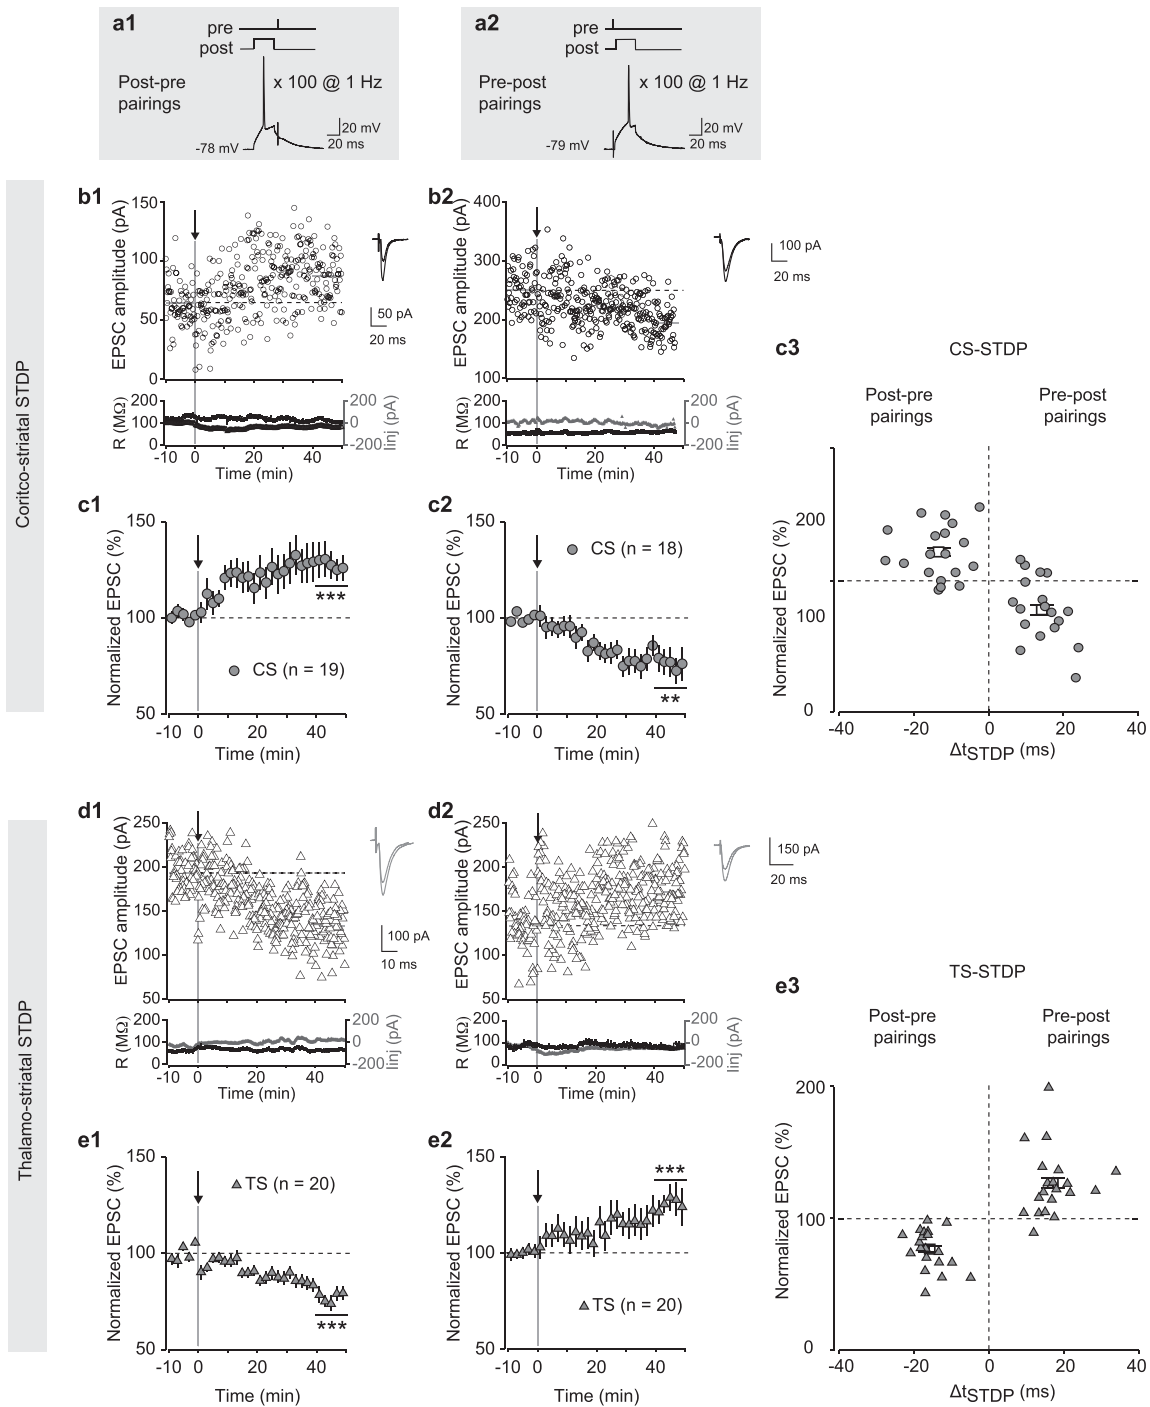 a1
pre
post
Post-pre
pairings
x 100 @ 1 Hz
20 mV
20 ms
-78 mV
a2
pre
post
Pre-post
pairings
x 100 @ 1 Hz
20 mV
20 ms
-79 mV
Coritco-striatal STDP
b1
EPSC amplitude (pA)
150
100
50
0
50 pA
20 ms
R (MΩ)
200
100
0
200
0
-200
Iinj (pA)
-10 0 20 40
Time (min)
b2
EPSC amplitude (pA)
400
300
200
100
100 pA
20 ms
R (MΩ)
200
100
0
200
0
-200
Iinj (pA)
-10 0 20 40
Time (min)
c1
Normalized EPSC (%)
150
100
50
***
CS (n = 19)
-10 0 20 40
Time (min)
c2
Normalized EPSC (%)
150
100
50
CS (n = 18)
**
-10 0 20 40
Time (min)
c3
CS-STDP
Post-pre
pairings
Pre-post
pairings
Normalized EPSC (%)
200
100
0
-40 -20 0 20 40
ΔtSTDP (ms)
Thalamo-striatal STDP
d1
EPSC amplitude (pA)
250
200
150
100
50
100 pA
10 ms
R (MΩ)
200
100
0
200
0
-200
Iinj (pA)
-10 0 20 40
Time (min)
d2
EPSC amplitude (pA)
250
200
150
100
50
150 pA
20 ms
R (MΩ)
200
100
0
200
0
-200
Iinj (pA)
-10 0 20 40
Time (min)
e1
Normalized EPSC (%)
150
100
50
TS (n = 20)
***
-10 0 20 40
Time (min)
e2
Normalized EPSC (%)
150
100
50
***
TS (n = 20)
-10 0 20 40
Time (min)
e3
TS-STDP
Post-pre
pairings
Pre-post
pairings
Normalized EPSC (%)
200
100
0
-40 -20 0 20 40
ΔtSTDP (ms)